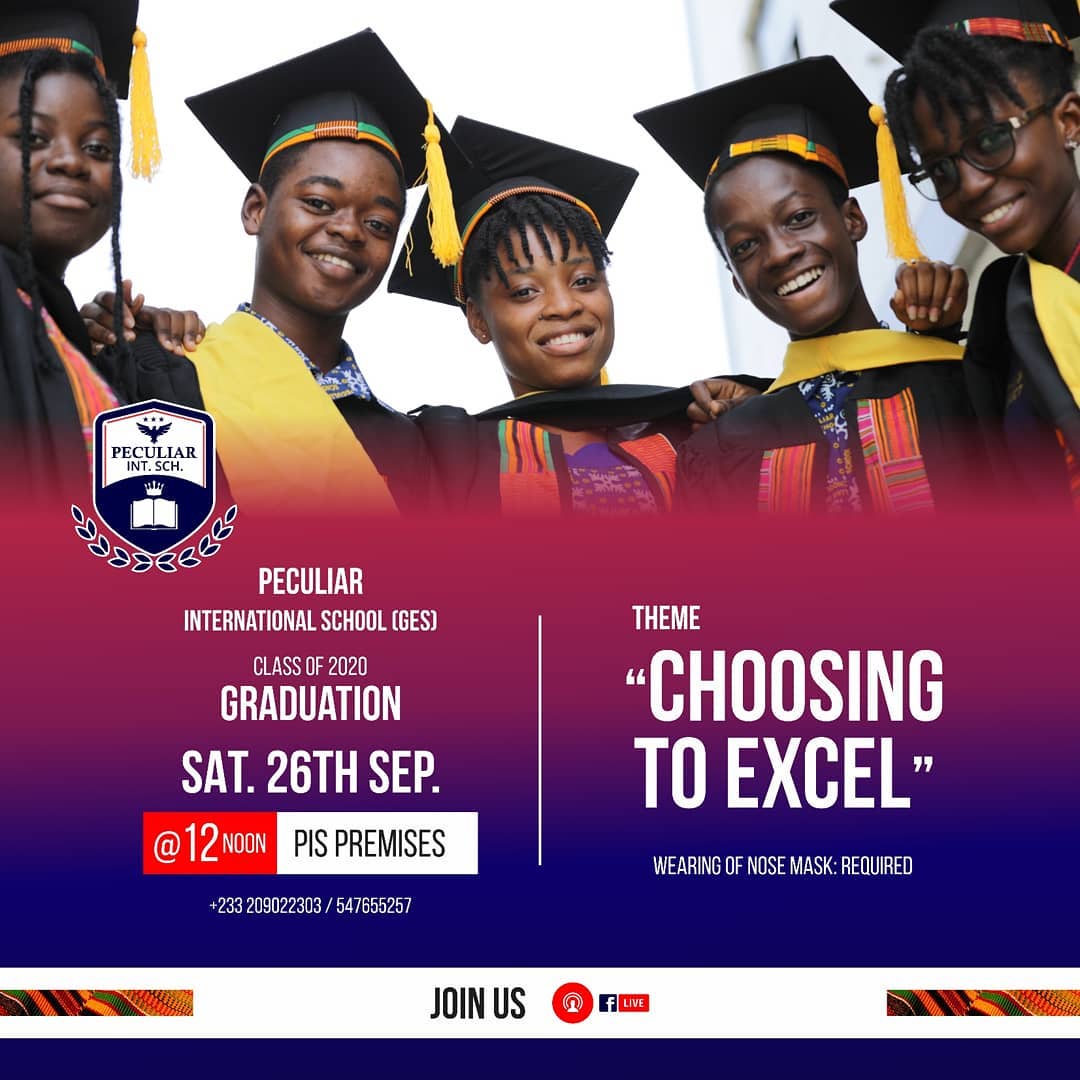 PECULIAR
INT. SCH.
PECULIAR
INTERNATIONAL SCHOOL (GES)
CLASS OF 2020
GRADUATION
SAT. 26TH SEP.
@12 NOON PIS PREMISES
+233 209022303 / 547655257
THEME
“CHOOSING
TO EXCEL”
WEARING OF NOSE MASK: REQUIRED
JOIN US f LIVE